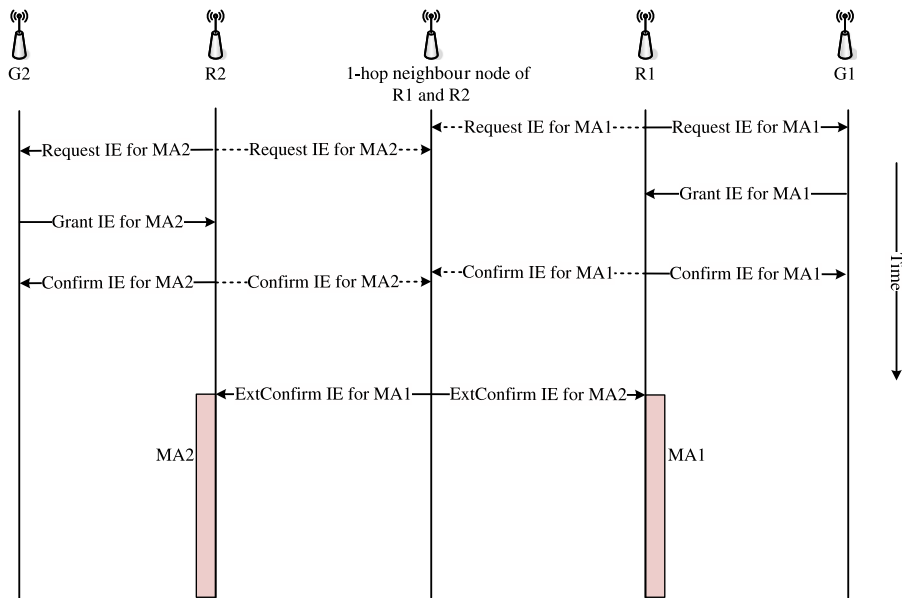 G2
R2
1-hop neighbour node of
R1 and R2
R1
G1
Request IE for MA1
Request IE for MA1
Request IE for MA2
Request IE for MA2
Grant IE for MA1
Grant IE for MA2
Confirm IE for MA1
Confirm IE for MA1
Confirm IE for MA2
Confirm IE for MA2
Time
ExtConfirm IE for MA1
ExtConfirm IE for MA2
MA2
MA1